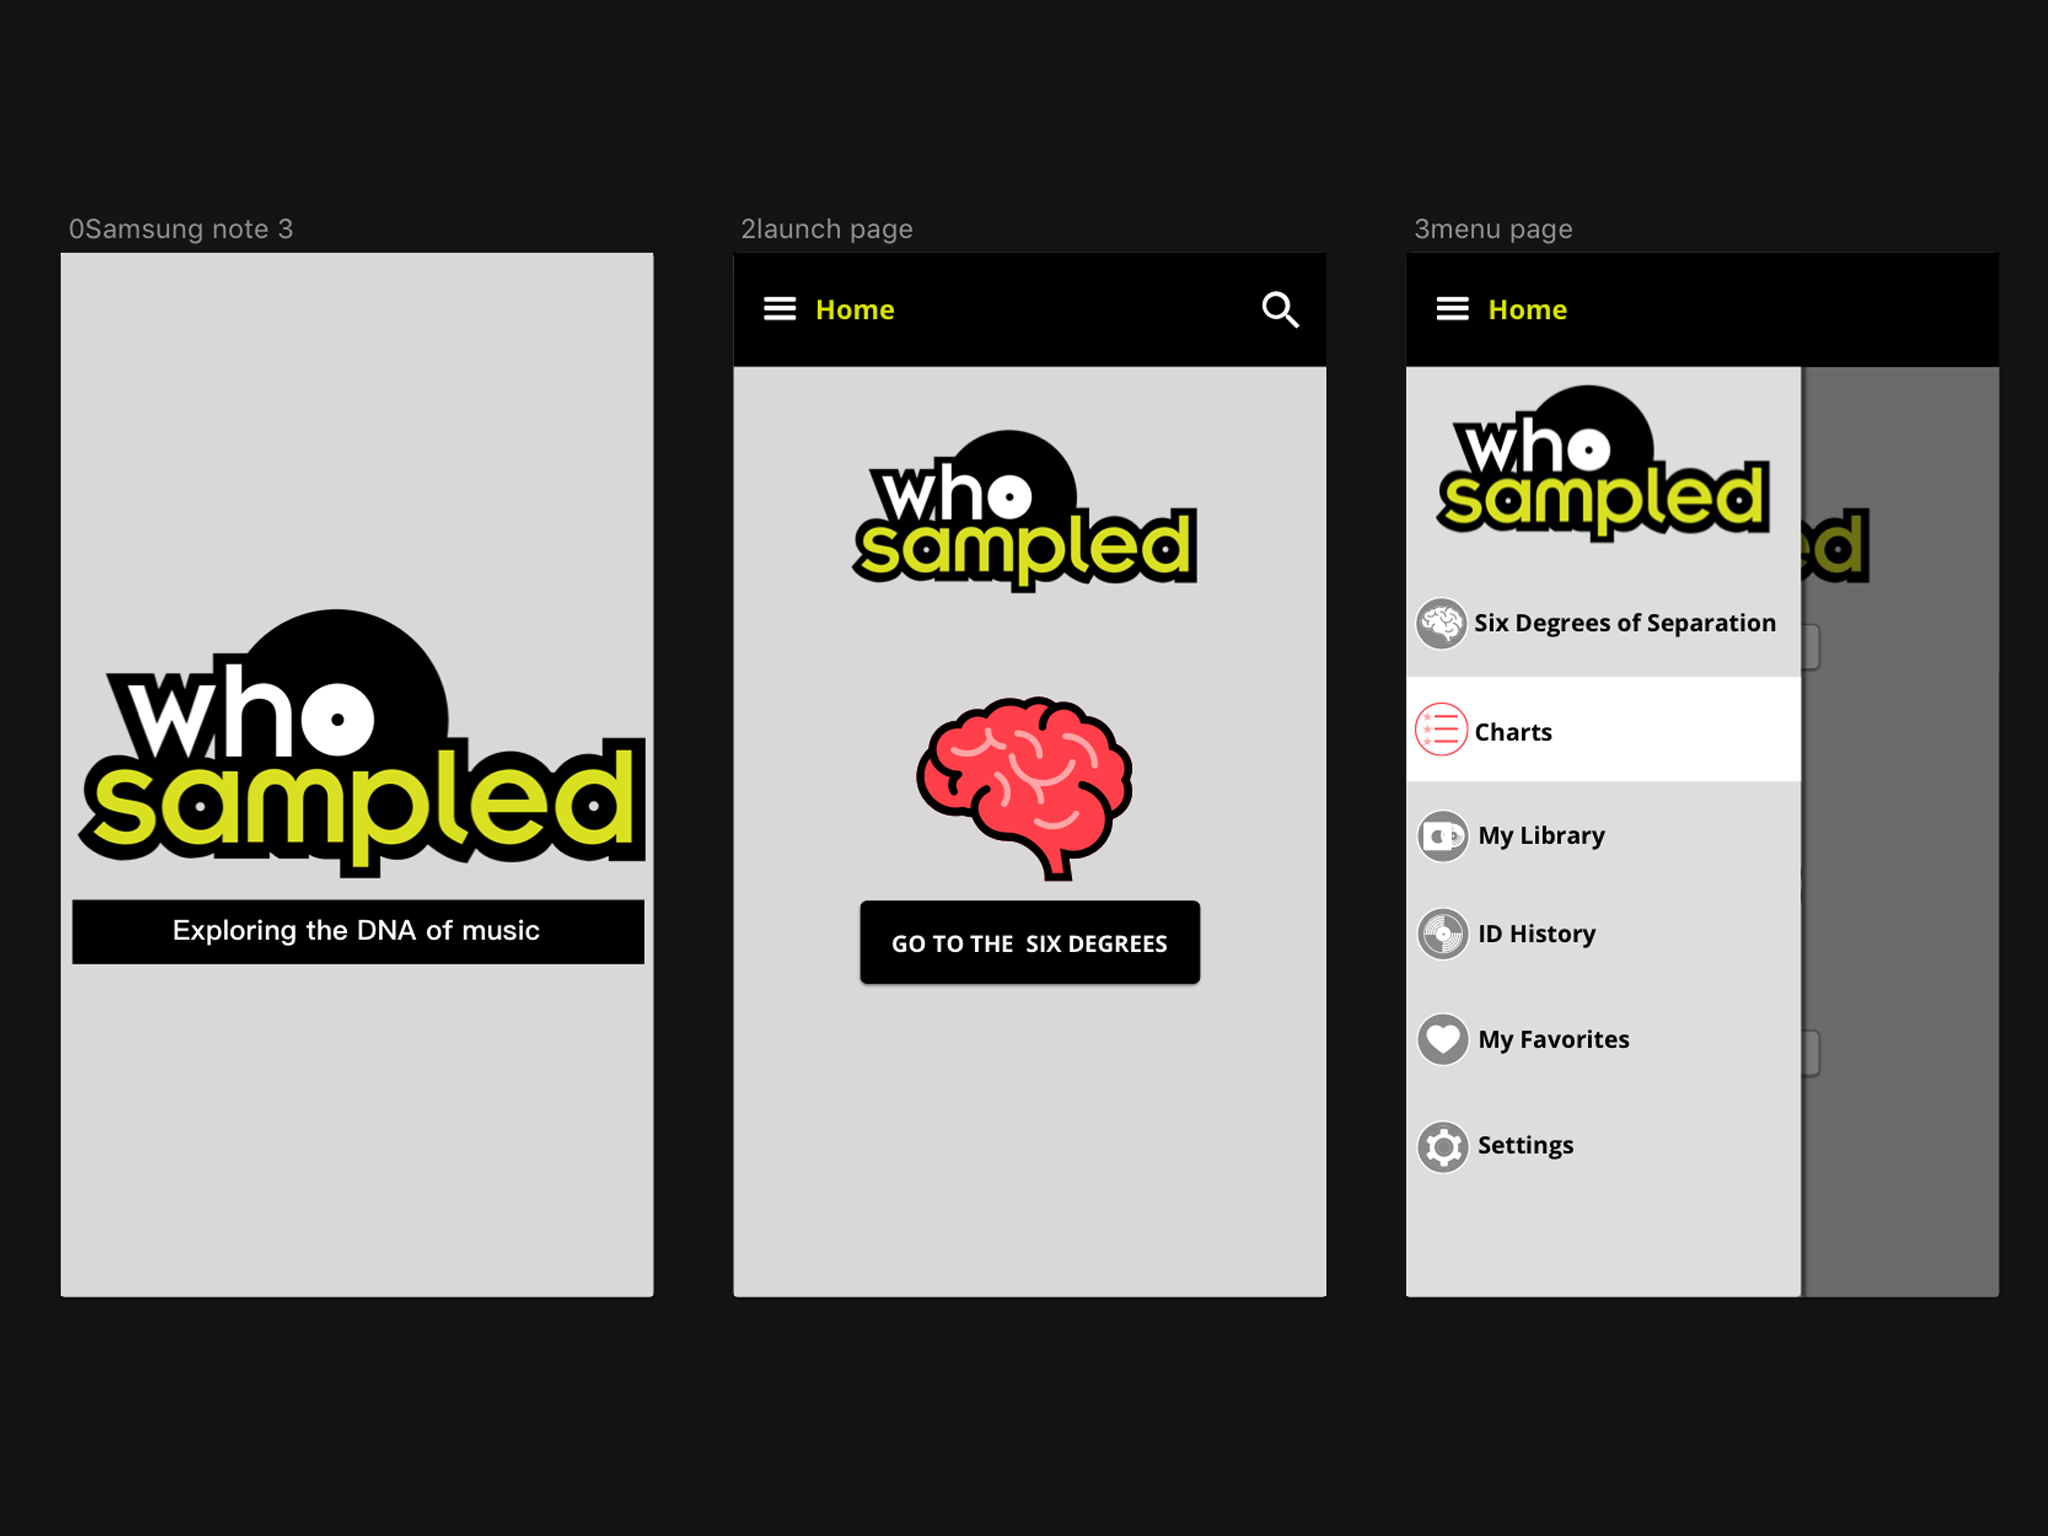 0Samsung note 3
who
sampled
Exploring the DNA of music
2launch page
Home
who
sampled
GO TO THE  SIX DEGREES
3menu page
Home
who
sampled
ed
Six Degrees of Separation
Charts
My Library
ID History
My Favorites
Settings